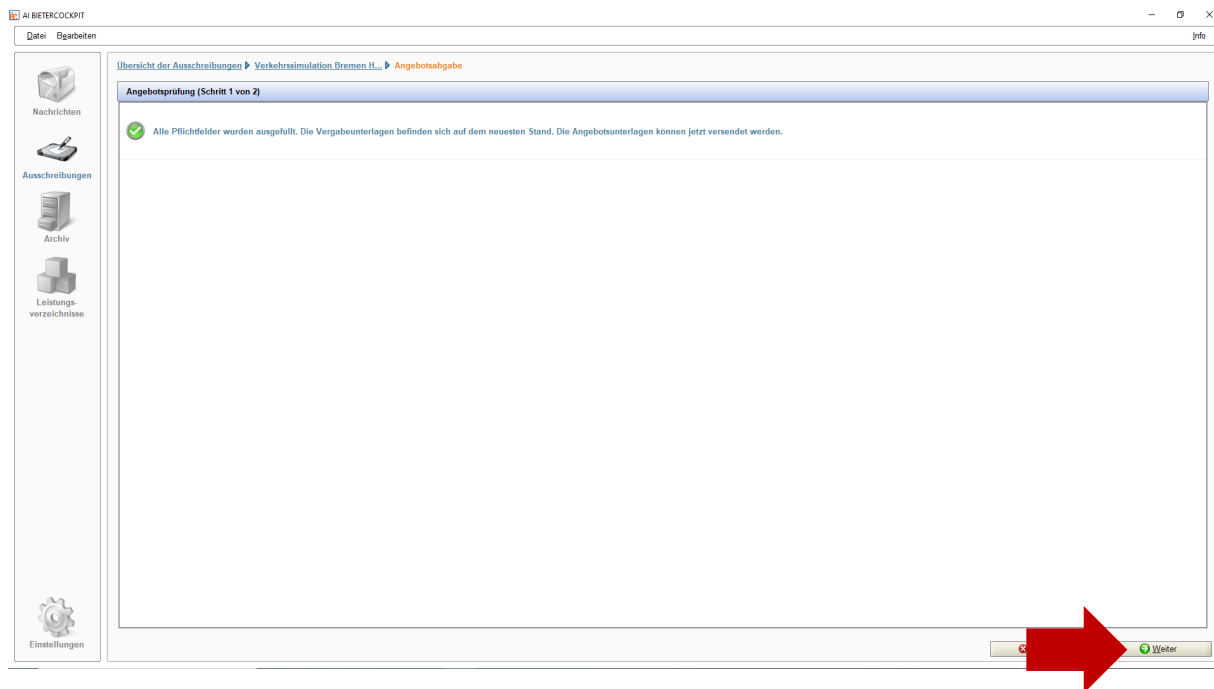 AI BIETERCOCKPIT
Datei Bearbeiten Info
Übersicht der Ausschreibungen Verkehrssimulation Bremen H... Angebotsabgabe
Angebotsprüfung (Schritt 1 von 2)
Nachrichten
Alle Pflichtfelder wurden ausgefüllt. Die Vergabeunterlagen befinden sich auf dem neuesten Stand. Die Angebotsunterlagen können jetzt versendet werden.
Ausschreibungen
Archiv
Leistungs-
verzeichnisse
Einstellungen
Weiter